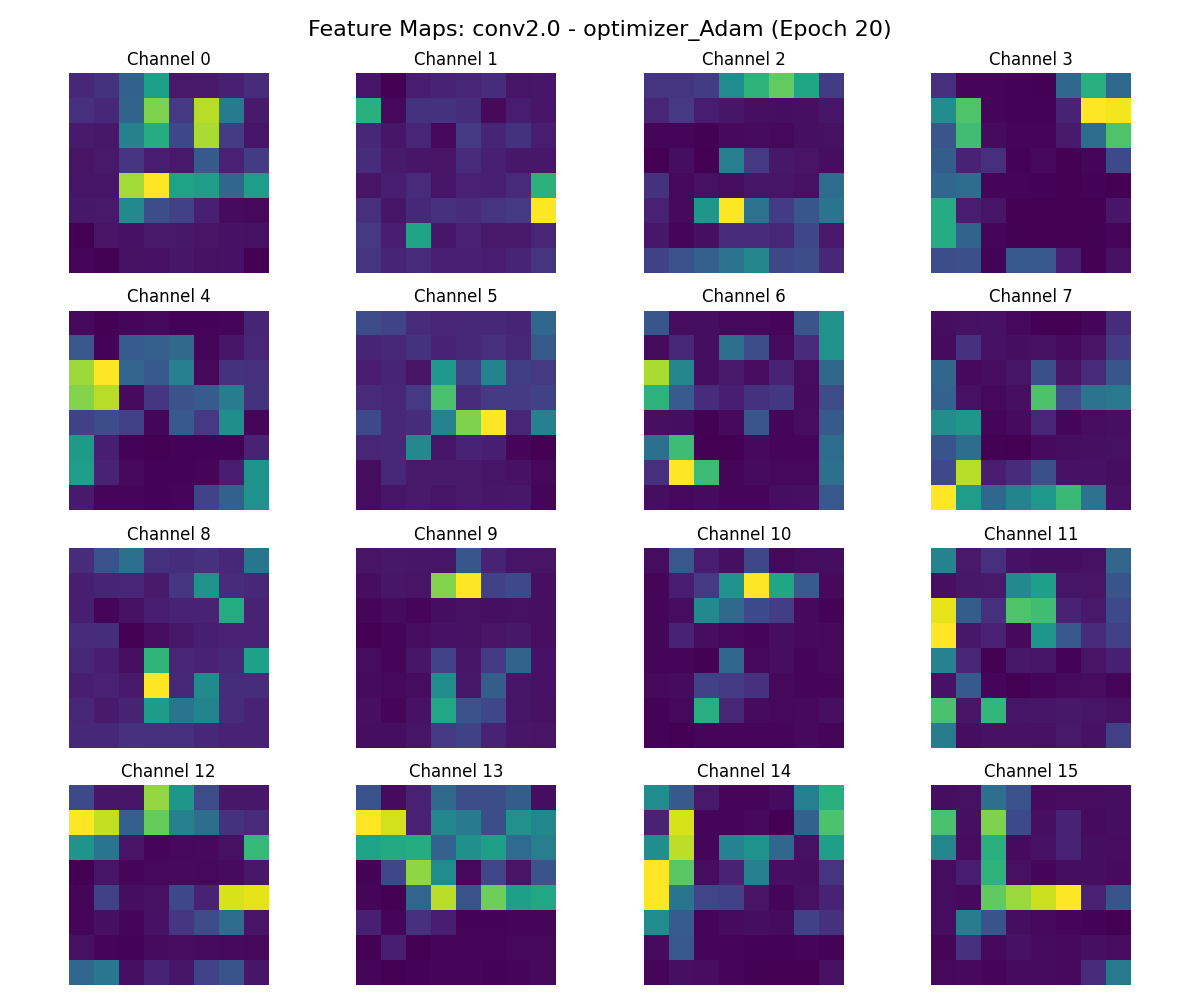 Feature Maps: conv2.0 - optimizer_Adam (Epoch 20)
Channel 0
Channel 1
Channel 2
Channel 3
Channel 4
Channel 5
Channel 6
Channel 7
Channel 8
Channel 9
Channel 10
Channel 11
Channel 12
Channel 13
Channel 14
Channel 15